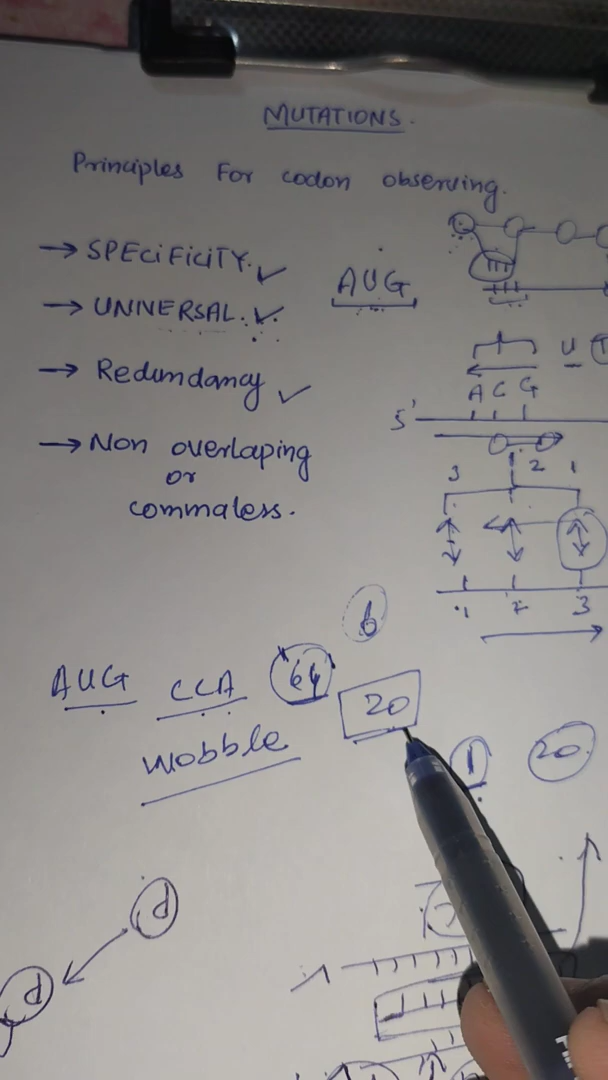 MUTATIONS.
Principles For codon observing.
→ SPECiFiCiTY. ✓
→ UNIVERSAL. ✓
AUG
→ Redundancy ✓
→ Non overlaping
or
commaless.
U
A C G
5'
3 2 1
1 2 3
6
AUG CCA 64
20
wobble
1 20
P
P